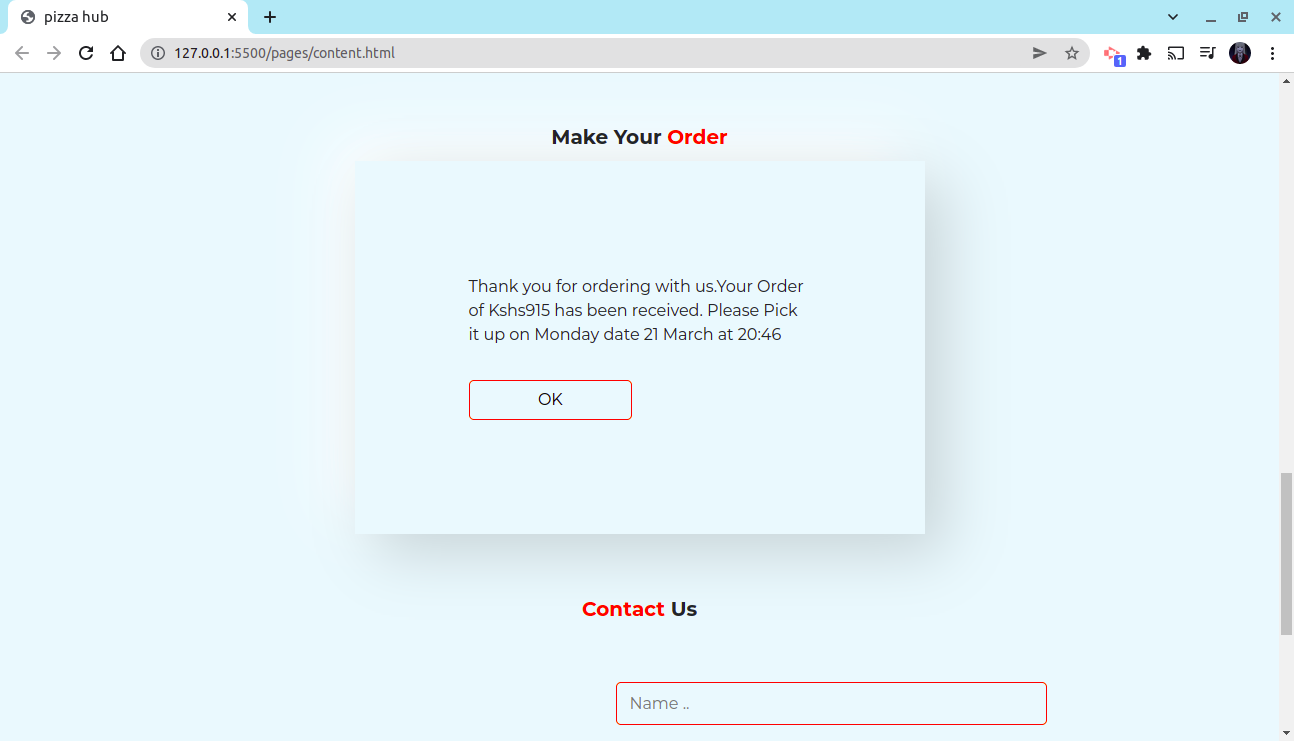 pizza hub
127.0.0.1:5500/pages/content.html
1
Make Your Order
Thank you for ordering with us.Your Order
of Kshs915 has been received. Please Pick
it up on Monday date 21 March at 20:46
OK
Contact Us
Name ..